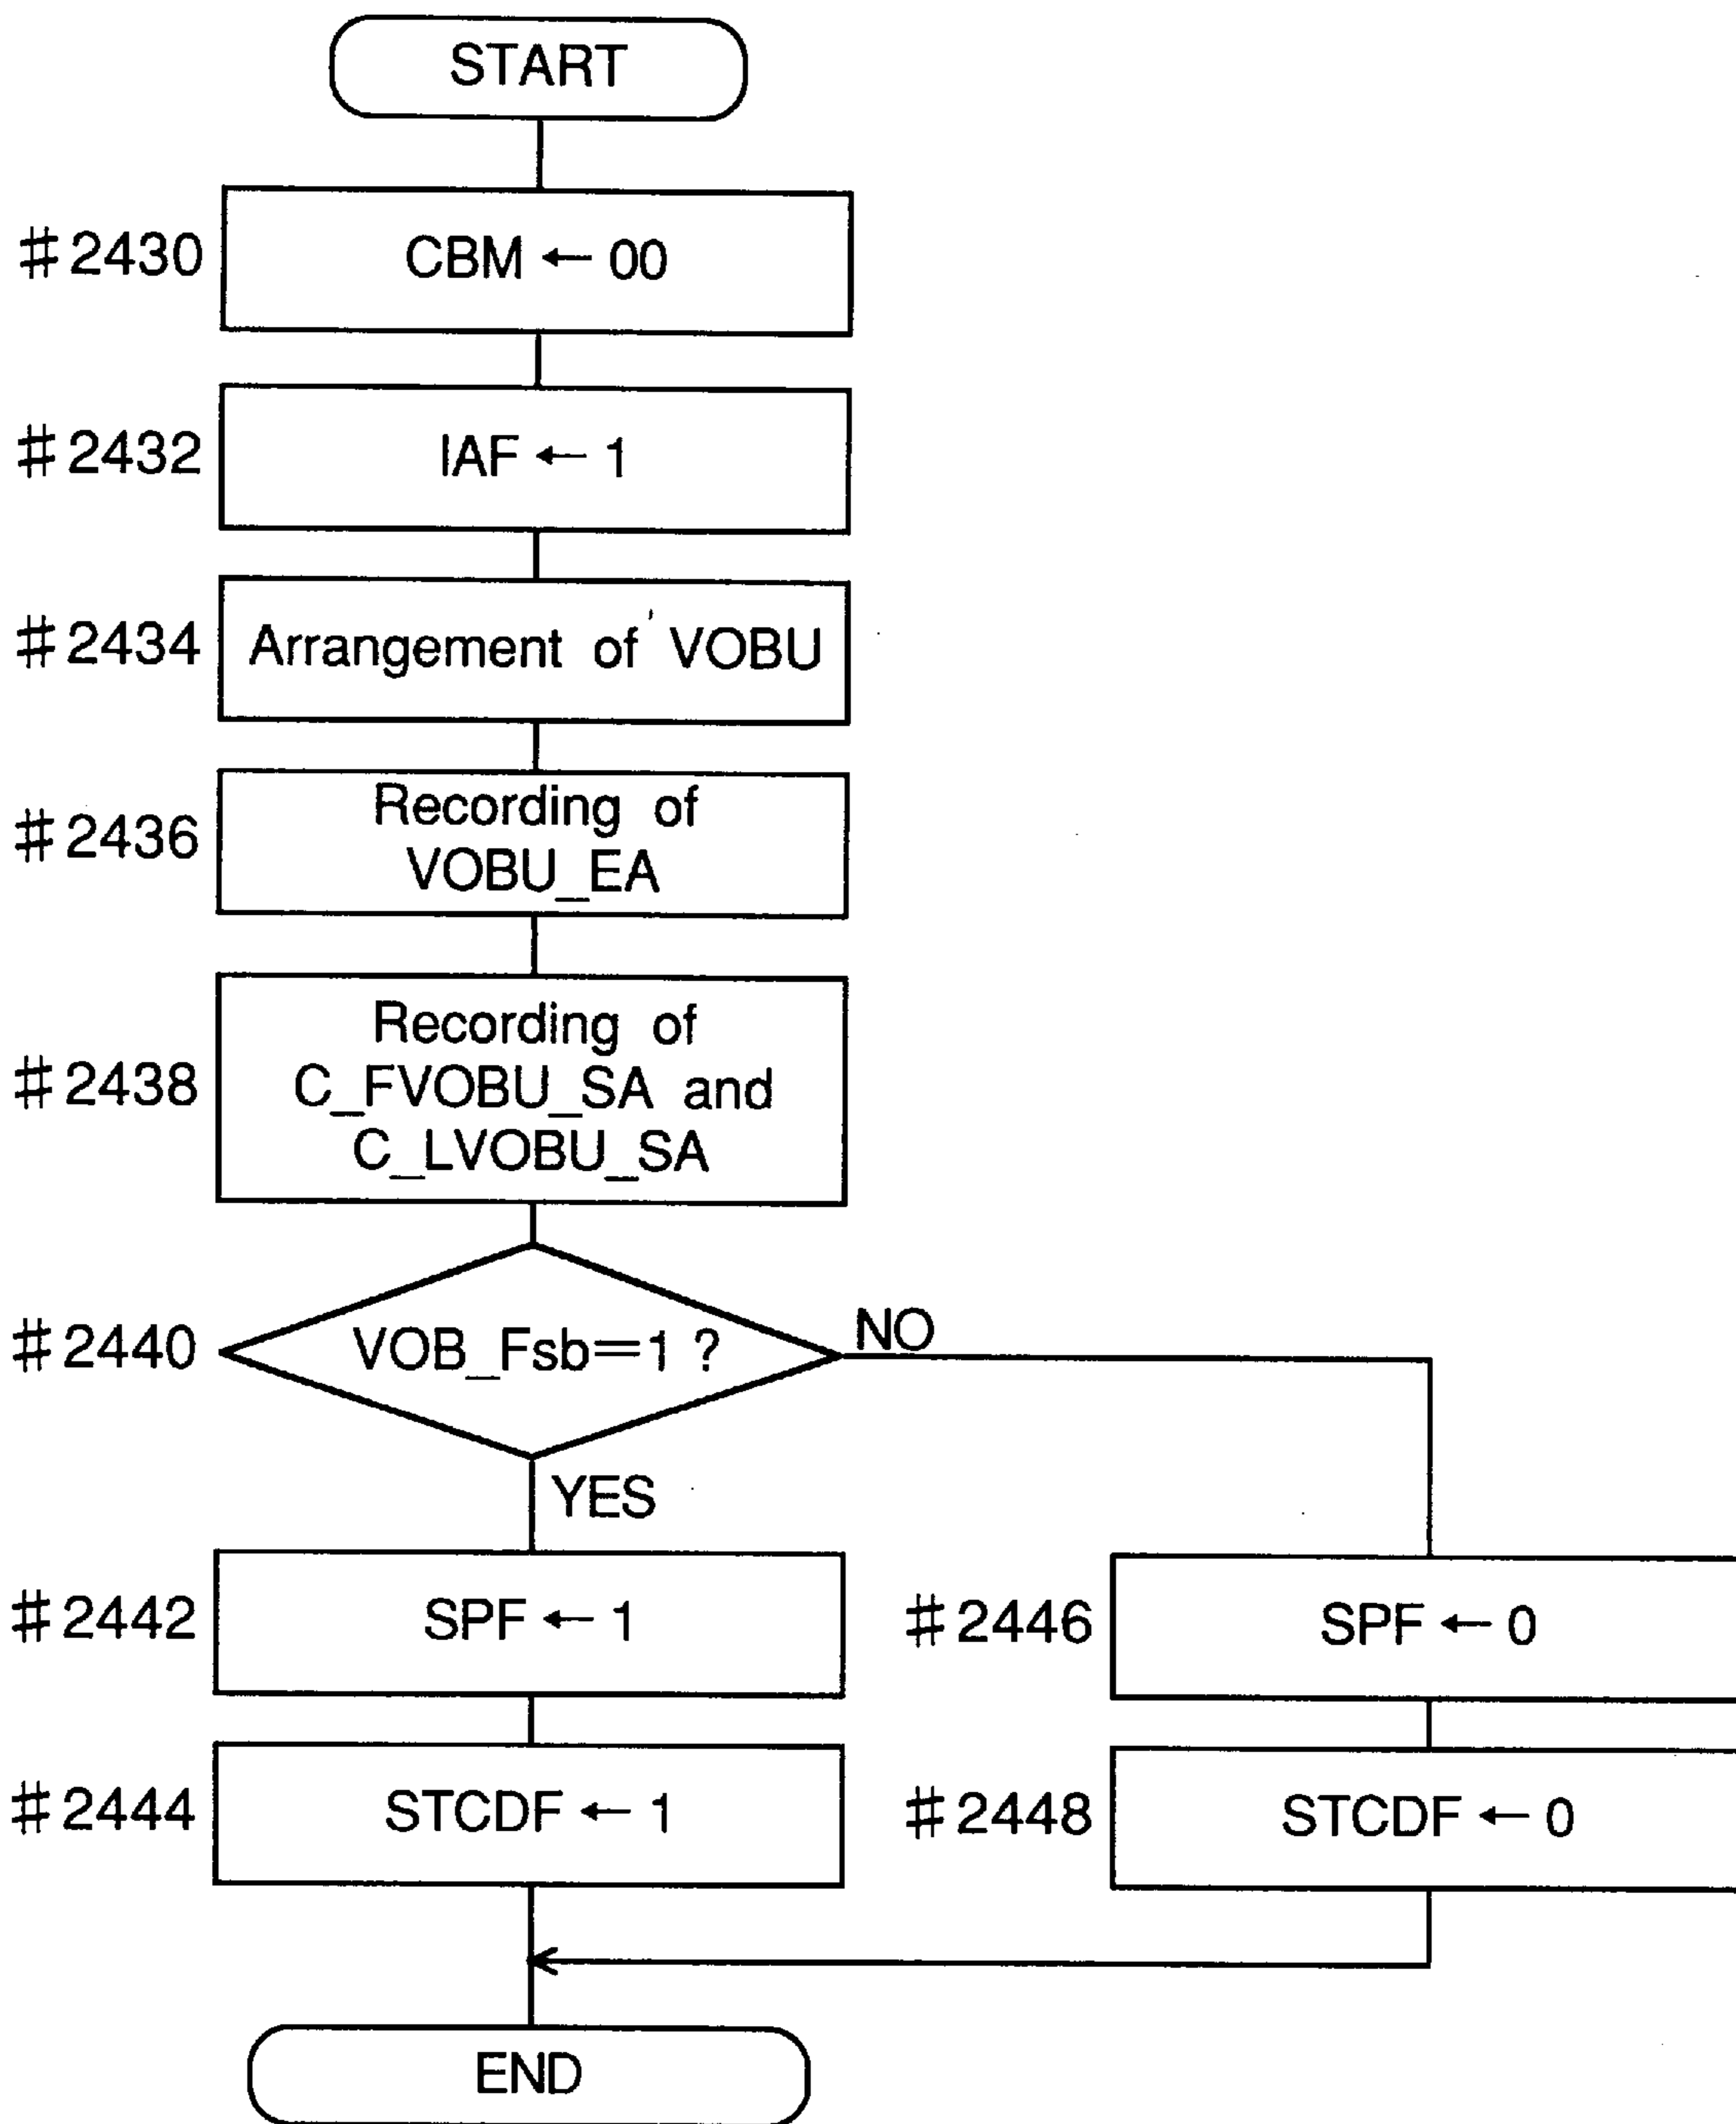 START
#2430 CBM ← 00
#2432 IAF ← 1
#2434 Arrangement of VOBU
Recording of
#2436
VOBU_EA
Recording of
#2438 C_FVOBU_SA and
C_LVOBU_SA
#2440 VOB_Fsb=1 ? NO
YES
#2442 SPF ← 1 #2446 SPF ← 0
#2444 STCDF ← 1 #2448 STCDF ← 0
END